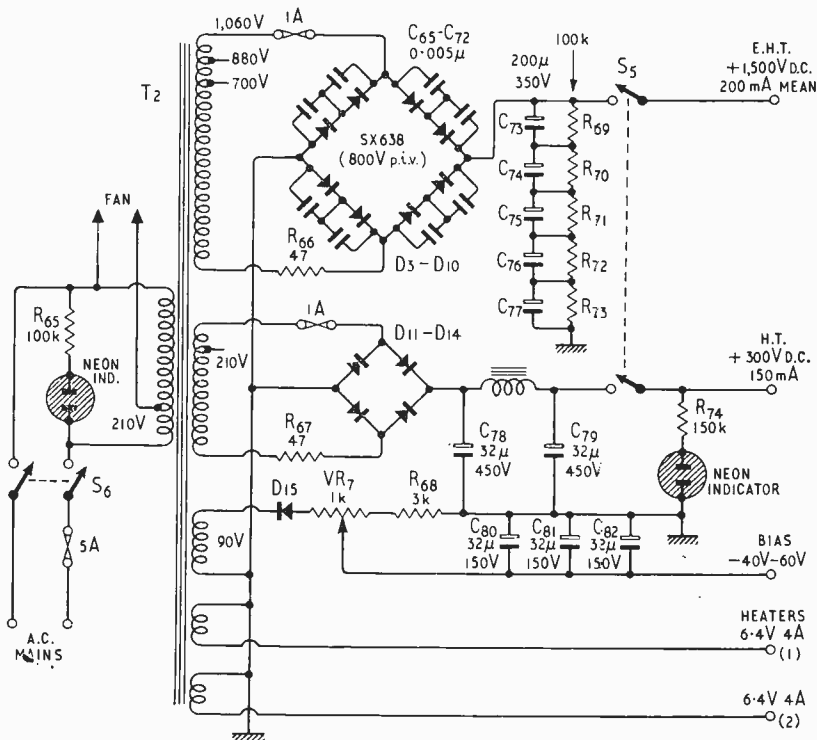 1,060V
1A
C65-C72
0·005μ
880V
700V
T2
SX638
(800V p.i.v.)
200μ
350V
100k
S5
E.H.T.
+1,500V D.C.
200 mA MEAN
C73
R69
C74
R70
C75
R71
C76
R72
C77
R73
FAN
R66
47
D3-D10
R65
100k
NEON
IND.
210V
1A
D11-D14
210V
H.T.
+300V D.C.
150mA
R67
47
C78
32μ
450V
C79
32μ
450V
R74
150k
NEON
INDICATOR
S6
5A
D15
VR7
1k
R68
3k
90V
C80
32μ
150V
C81
32μ
150V
C82
32μ
150V
BIAS
-40V-60V
A.C.
MAINS
HEATERS
6·4V 4A
(1)
6·4V 4A
(2)